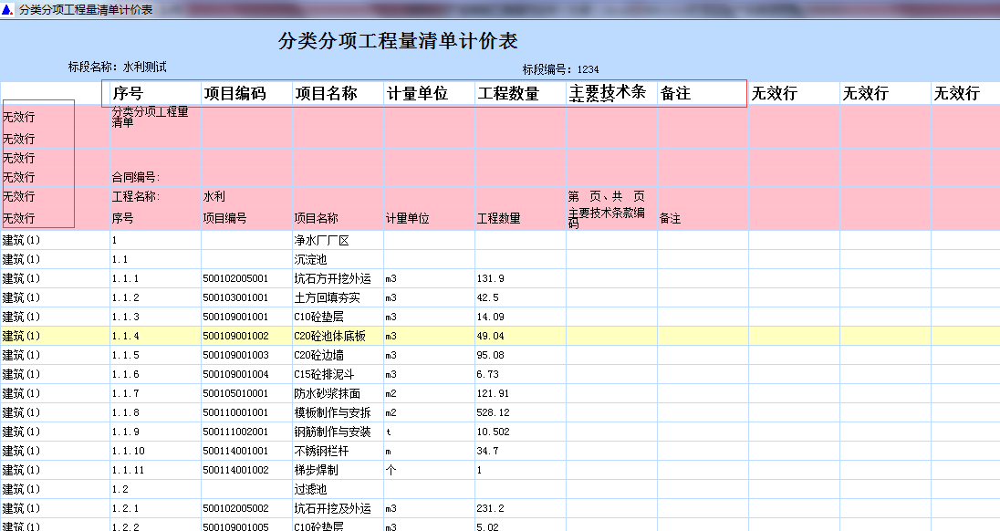 分类分项工程量清单计价表
分类分项工程量清单计价表
标段名称：水利测试 标段编号：1234
序号 项目编码 项目名称 计量单位 工程数量 主要技术条 备注 无效行 无效行 无效行
无效行 分类分项工程量
清单
无效行
无效行
无效行 合同编号：
无效行 工程名称： 水利 第 页、共 页
无效行 序号 项目编号 项目名称 计量单位 工程数量 主要技术条款编
码 备注
建筑(1) 1 净水厂厂区
建筑(1) 1.1 沉淀池
建筑(1) 1.1.1 500102005001 坑石方开挖外运 m3 131.9
建筑(1) 1.1.2 500103001001 土方回填夯实 m3 42.5
建筑(1) 1.1.3 500109001001 C10砼垫层 m3 14.09
建筑(1) 1.1.4 500109001002 C20砼池体底板 m3 49.04
建筑(1) 1.1.5 500109001003 C20砼边墙 m3 95.08
建筑(1) 1.1.6 500109001004 C15砼排泥斗 m3 6.73
建筑(1) 1.1.7 500105010001 防水砂浆抹面 m2 121.91
建筑(1) 1.1.8 500110001001 模板制作与安拆 m2 528.12
建筑(1) 1.1.9 500111002001 钢筋制作与安装 t 10.502
建筑(1) 1.1.10 500114001001 不锈钢栏杆 m 34.7
建筑(1) 1.1.11 500114001002 梯步焊制 个 1
建筑(1) 1.2 过滤池
建筑(1) 1.2.1 500102005002 坑石开挖及外运 m3 231.2
建筑(1) 1.2.2 500109001005 C10砼垫层 m3 5.02